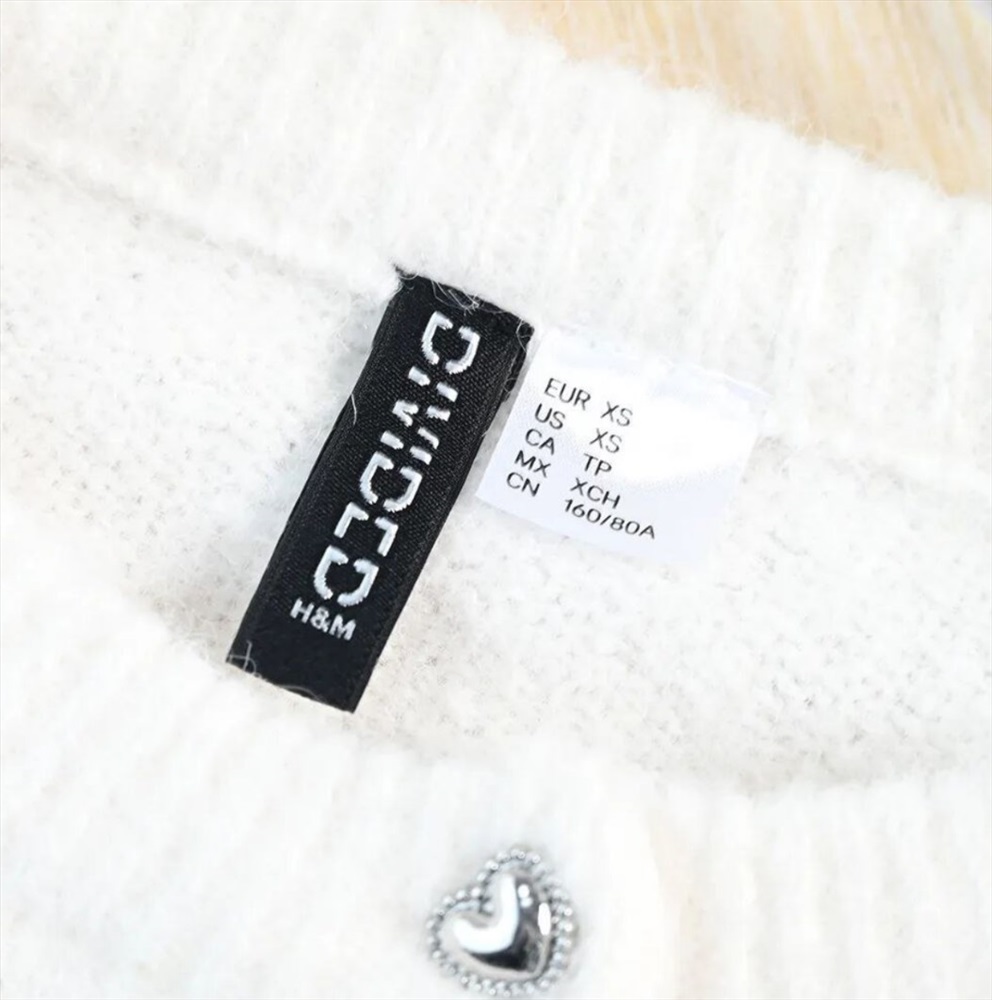 DIVIDED
H&M
EUR XS
US XS
CA TP
MX XCH
CN 160/80A